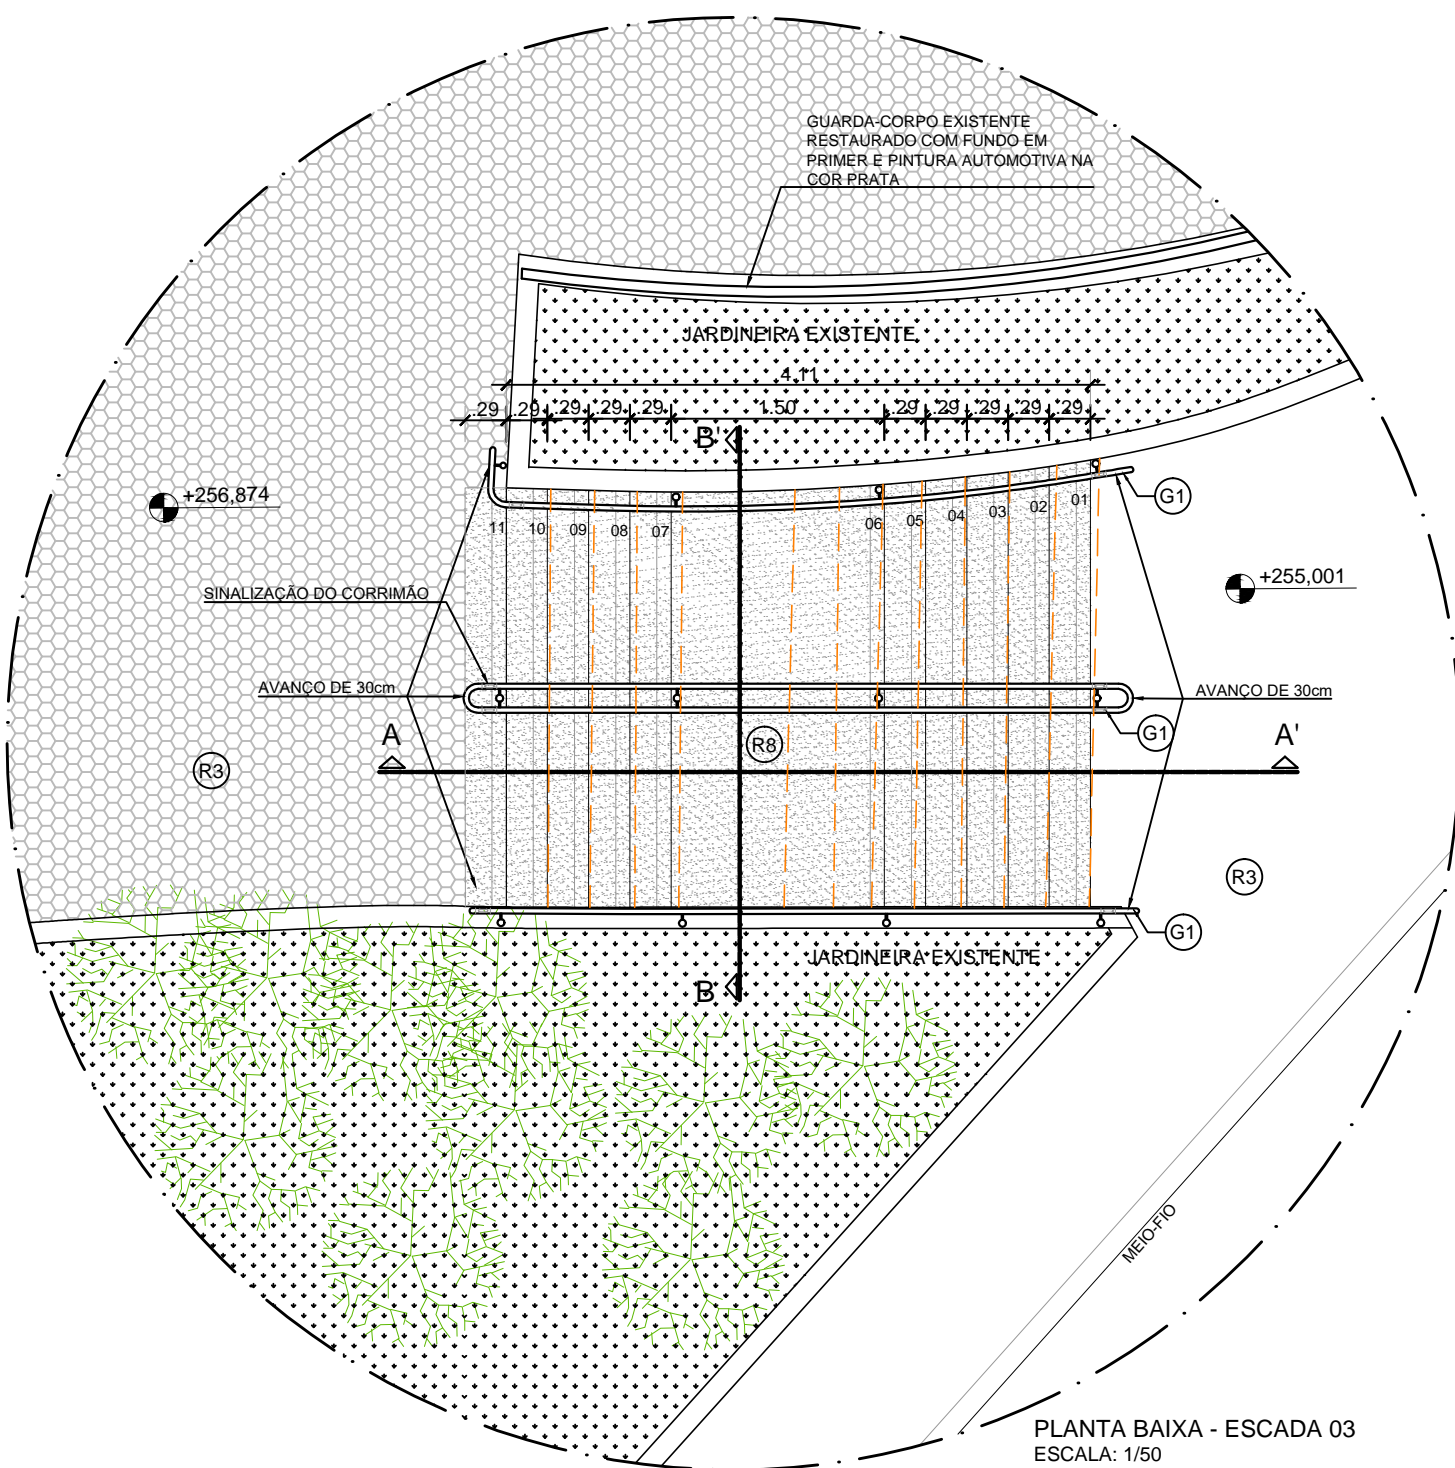 GUARDA-CORPO EXISTENTE
RESTAURADO COM FUNDO EM
PRIMER E PINTURA AUTOMOTIVA NA
COR PRATA
JARDINEIRA EXISTENTE
4.11
.29 .29 .29 .29 .29 1.50 .29 .29 .29 .29 .29
B'
+256,874
G1
11 10 09 08 07 06 05 04 03 02 01
+255,001
SINALIZAÇÃO DO CORRIMÃO
AVANÇO DE 30cm
AVANÇO DE 30cm
G1
A
R8
A'
R3
R3
G1
JARDINEIRA EXISTENTE
B
MEIO-FIO
PLANTA BAIXA - ESCADA 03
ESCALA: 1/50